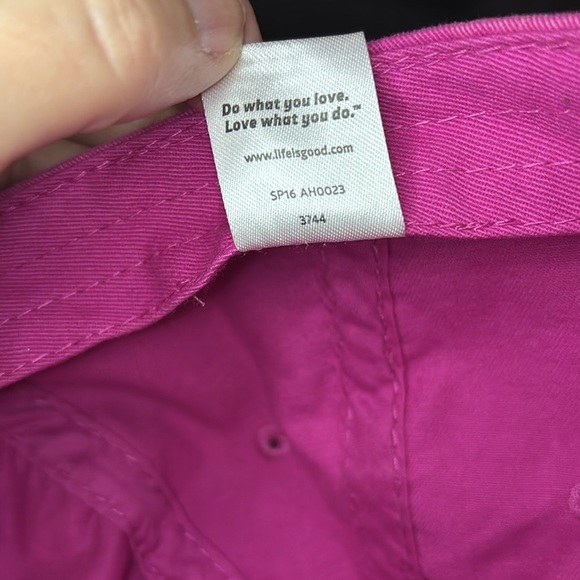 Do what you love.
Love what you do.™
www.lifeisgood.com
SP16 AH0023
3744